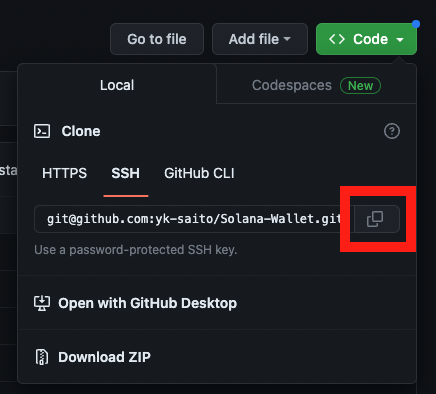 Go to file Add file Code
Local Codespaces New
sta
Clone
HTTPS SSH GitHub CLI
git@github.com:yk-saito/Solana-Wallet.git
Use a password-protected SSH key.
Open with GitHub Desktop
Download ZIP